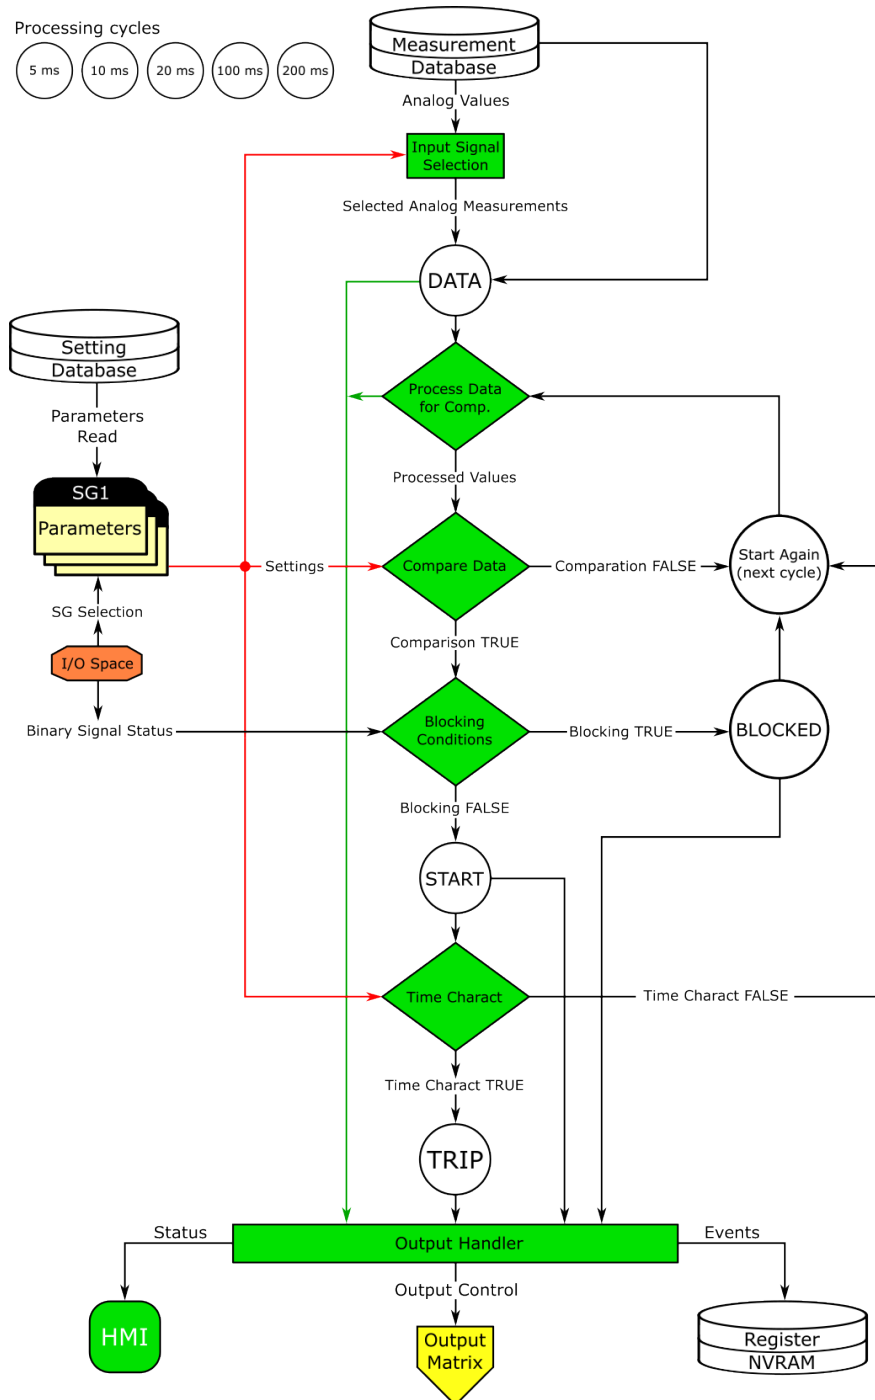 Processing cycles
5 ms
10 ms
20 ms
100 ms
200 ms
Measurement
Database
Analog Values
Input Signal
Selection
Selected Analog Measurements
DATA
Setting
Database
Process Data
for Comp.
Parameters
Read
Processed Values
SG1
Parameters
Settings
Compare Data
Comparation FALSE
Start Again
(next cycle)
SG Selection
Comparison TRUE
I/O Space
Binary Signal Status
Blocking
Conditions
Blocking TRUE
BLOCKED
Blocking FALSE
START
Time Charact
Time Charact FALSE
Time Charact TRUE
TRIP
Status
Output Handler
Events
Output Control
HMI
Output
Matrix
Register
NVRAM